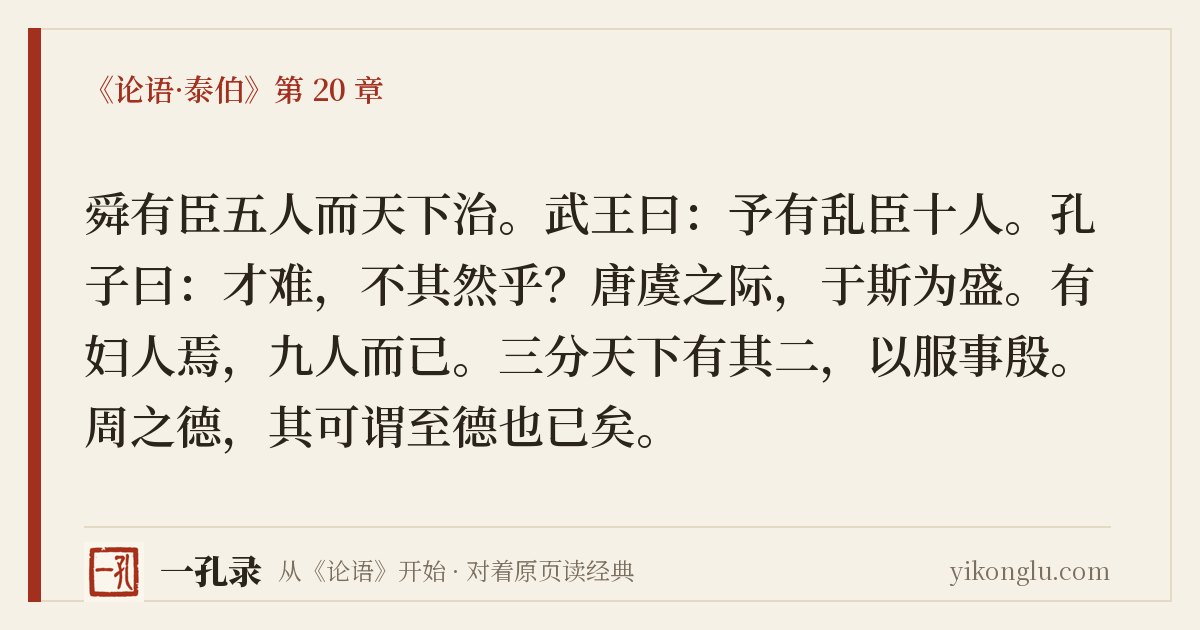 《论语·泰伯》第 20 章
舜有臣五人而天下治。武王曰：予有乱臣十人。孔
子曰：才难，不其然乎？唐虞之际，于斯为盛。有
妇人焉，九人而已。三分天下有其二，以服事殷。
周之德，其可谓至德也已矣。
一孔
一孔录 从《论语》开始 · 对着原页读经典 yikonglu.com